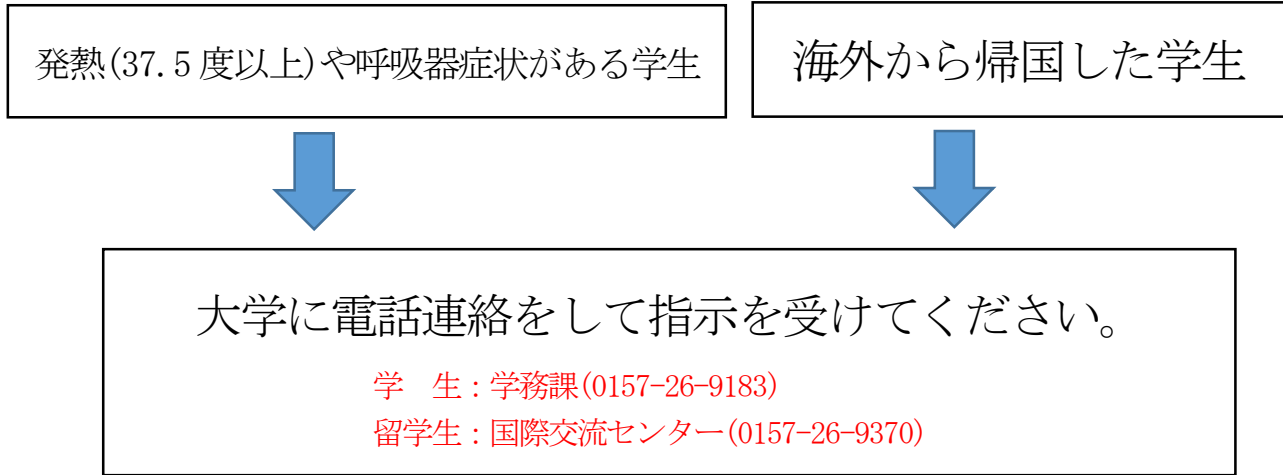 発熱(37.5度以上)や呼吸器症状がある学生
海外から帰国した学生
大学に電話連絡をして指示を受けてください。
学　生：学務課(0157-26-9183)
留学生：国際交流センター(0157-26-9370)